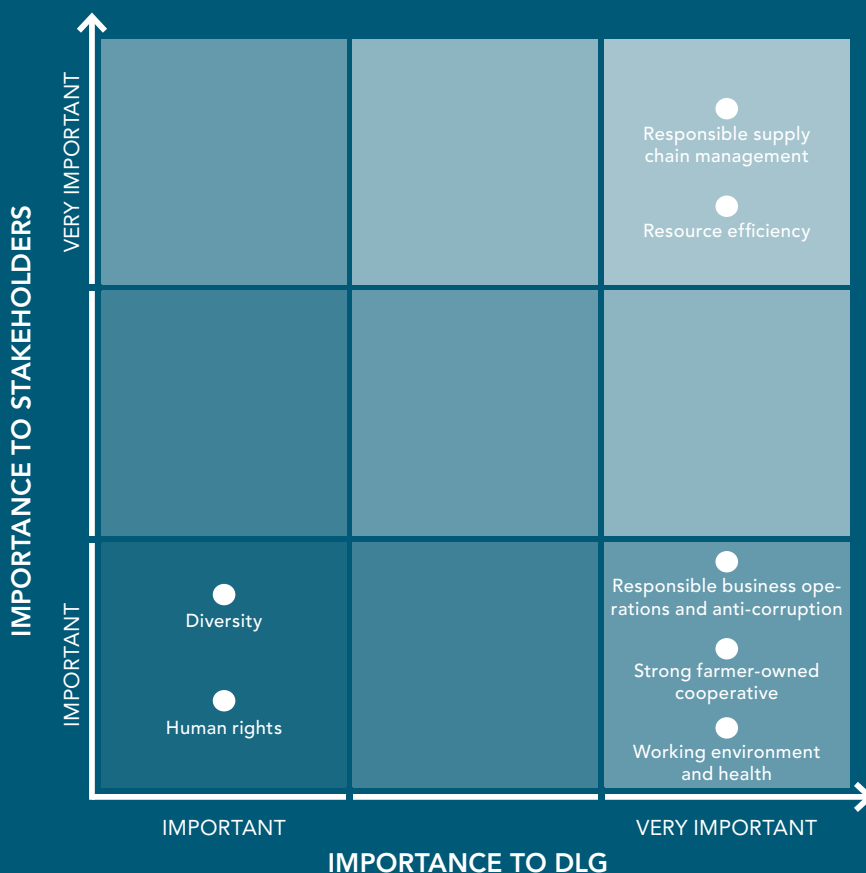 IMPORTANCE TO STAKEHOLDERS
VERY IMPORTANT
IMPORTANT
Responsible supply
chain management
Resource efficiency
Diversity
Human rights
Responsible business ope-
rations and anti-corruption
Strong farmer-owned
cooperative
Working environment
and health
IMPORTANT
VERY IMPORTANT
IMPORTANCE TO DLG